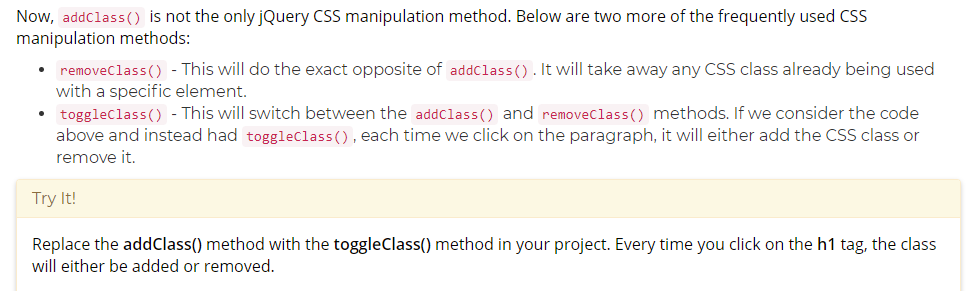 Now, addClass() is not the only jQuery CSS manipulation method. Below are two more of the frequently used CSS
manipulation methods:
• removeClass() - This will do the exact opposite of addClass(). It will take away any CSS class already being used
with a specific element.
• toggleClass() - This will switch between the addClass() and removeClass() methods. If we consider the code
above and instead had toggleClass(), each time we click on the paragraph, it will either add the CSS class or
remove it.
Try It!
Replace the addClass() method with the toggleClass() method in your project. Every time you click on the h1 tag, the class
will either be added or removed.